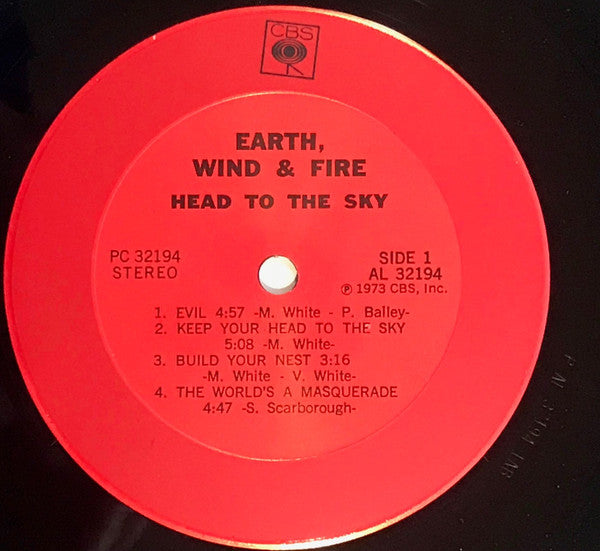 CBS
EARTH,
WIND & FIRE
HEAD TO THE SKY
PC 32194
STEREO
SIDE 1
AL 32194
℗ 1973 CBS, Inc.
1. EVIL 4:57 -M. White - P. Bailey-
2. KEEP YOUR HEAD TO THE SKY
5:08 -M. White-
3. BUILD YOUR NEST 3:16
-M. White - V. White-
4. THE WORLD'S A MASQUERADE
4:47 -S. Scarborough-